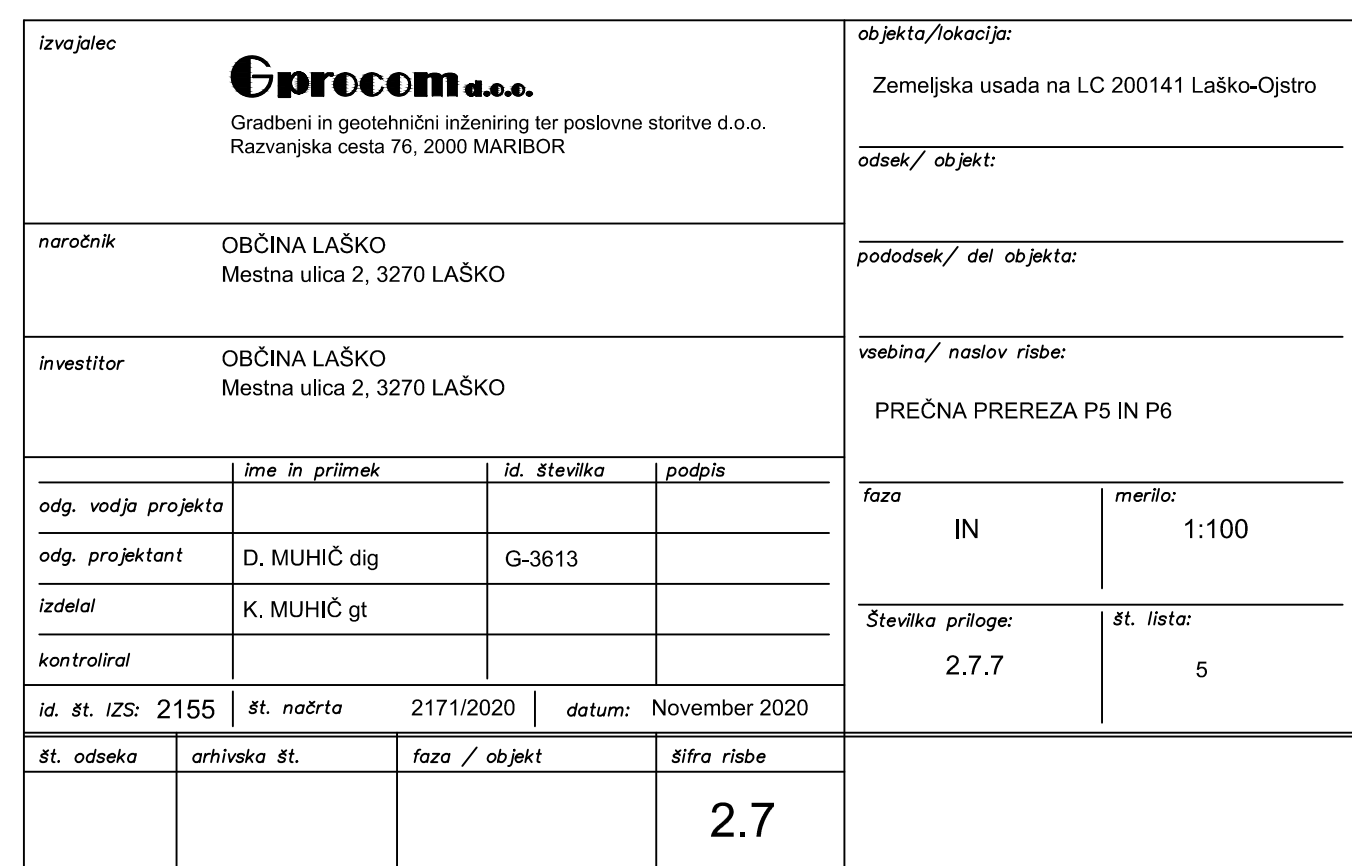 izvajalec
Gprocom d.o.o.
Gradbeni in geotehnični inženiring ter poslovne storitve d.o.o.
Razvanjska cesta 76, 2000 MARIBOR
objekta/lokacija:
Zemeljska usada na LC 200141 Laško-Ojstro
odsek/ objekt:
naročnik
OBČINA LAŠKO
Mestna ulica 2, 3270 LAŠKO
pododsek/ del objekta:
investitor
OBČINA LAŠKO
Mestna ulica 2, 3270 LAŠKO
vsebina/ naslov risbe:
PREČNA PREREZA P5 IN P6
ime in priimek id. številka podpis
odg. vodja projekta
odg. projektant D. MUHIČ dig G-3613
izdelal K. MUHIČ gt
kontroliral
faza merilo:
IN 1:100
Številka priloge: št. lista:
2.7.7 5
id. št. IZS: 2155 št. načrta 2171/2020 datum: November 2020
št. odseka arhivska št. faza / objekt šifra risbe
2.7